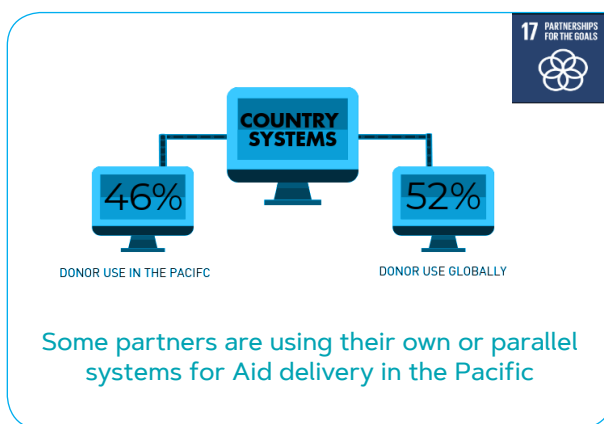 17 PARTNERSHIPS
FOR THE GOALS
COUNTRY
SYSTEMS
46%
52%
DONOR USE IN THE PACIFC
DONOR USE GLOBALLY
Some partners are using their own or parallel
systems for Aid delivery in the Pacific